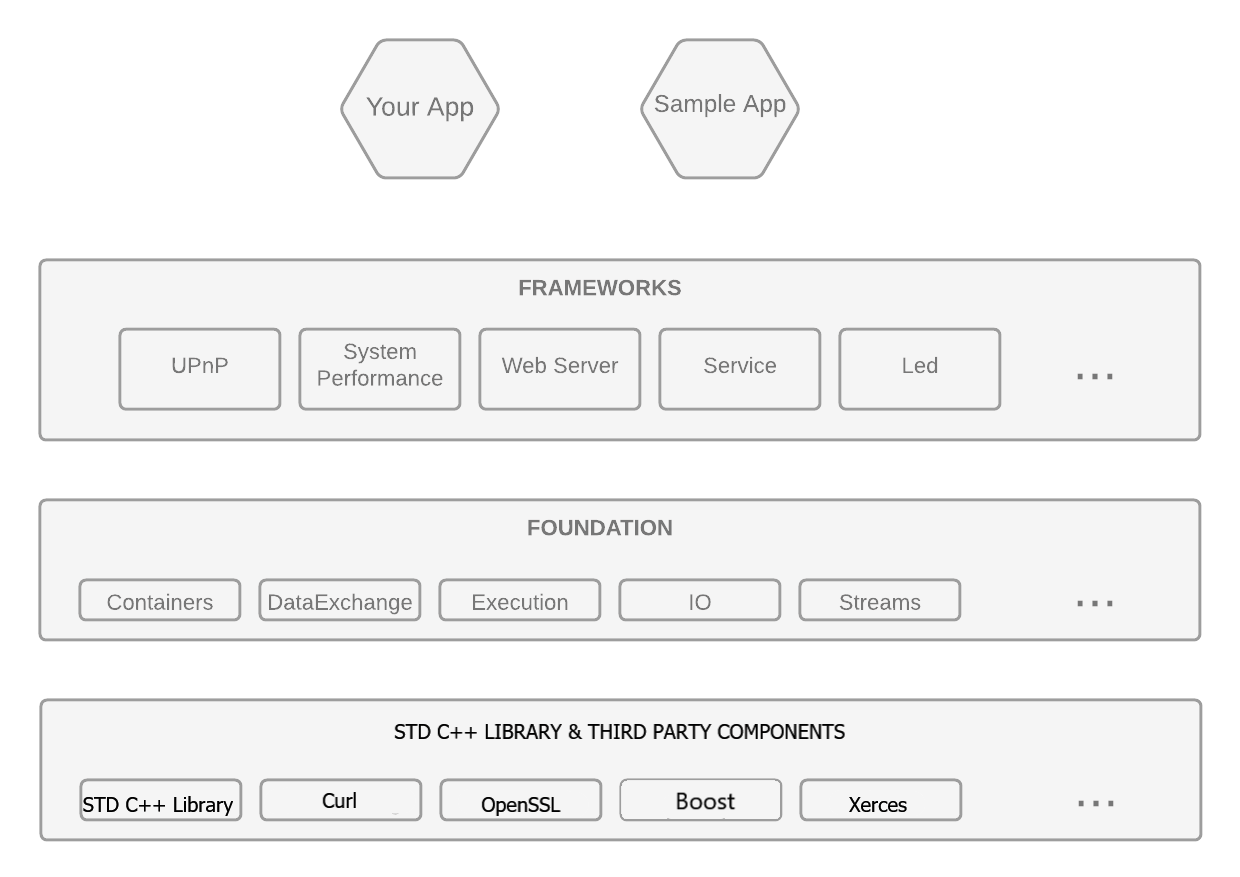 Your App
Sample App
FRAMEWORKS
UPnP
System
Performance
Web Server
Service
Led
...
FOUNDATION
Containers
DataExchange
Execution
IO
Streams
...
STD C++ LIBRARY & THIRD PARTY COMPONENTS
STD C++ Library
Curl
OpenSSL
Boost
Xerces
...